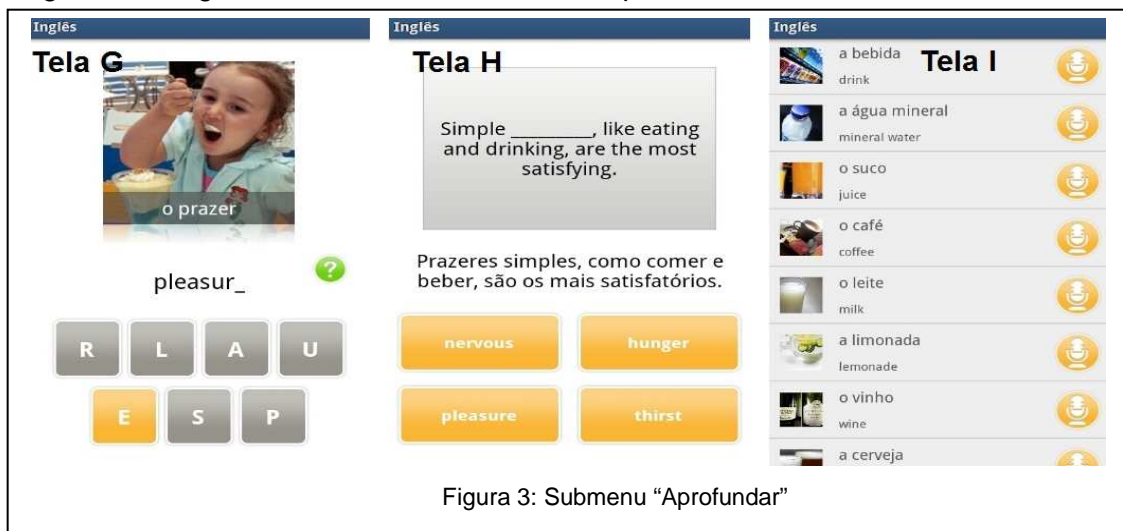 Inglês
Tela G
o prazer
pleasur_
?
R L A U
E S P
Inglês
Tela H
Simple _________, like eating
and drinking, are the most
satisfying.
Prazeres simples, como comer e
beber, são os mais satisfatórios.
nervous hunger
pleasure thirst
Inglês
Tela I
a bebida
drink
a água mineral
mineral water
o suco
juice
o café
coffee
o leite
milk
a limonada
lemonade
o vinho
wine
a cerveja
Figura 3: Submenu “Aprofundar”